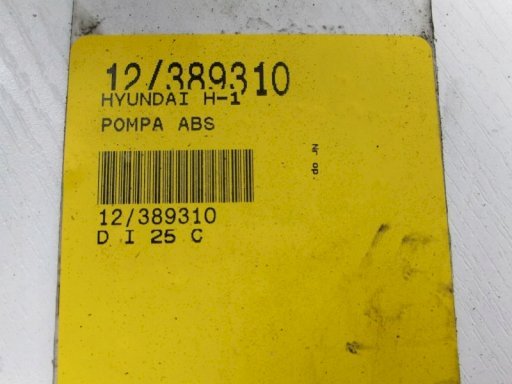 12/389310
HYUNDAI H-1
POMPA ABS
Nr op.
12/389310
D I 25 C